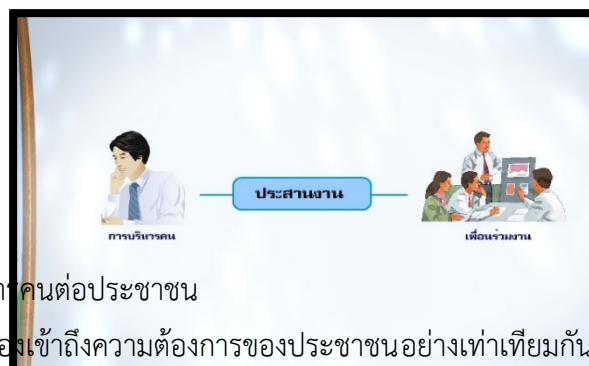 ประสานงาน
การบริหารคน
เพื่อนร่วมงาน
ารคนต่อประชาชน
องเข้าถึงความต้องการของประชาชนอย่างเท่าเทียมกัน